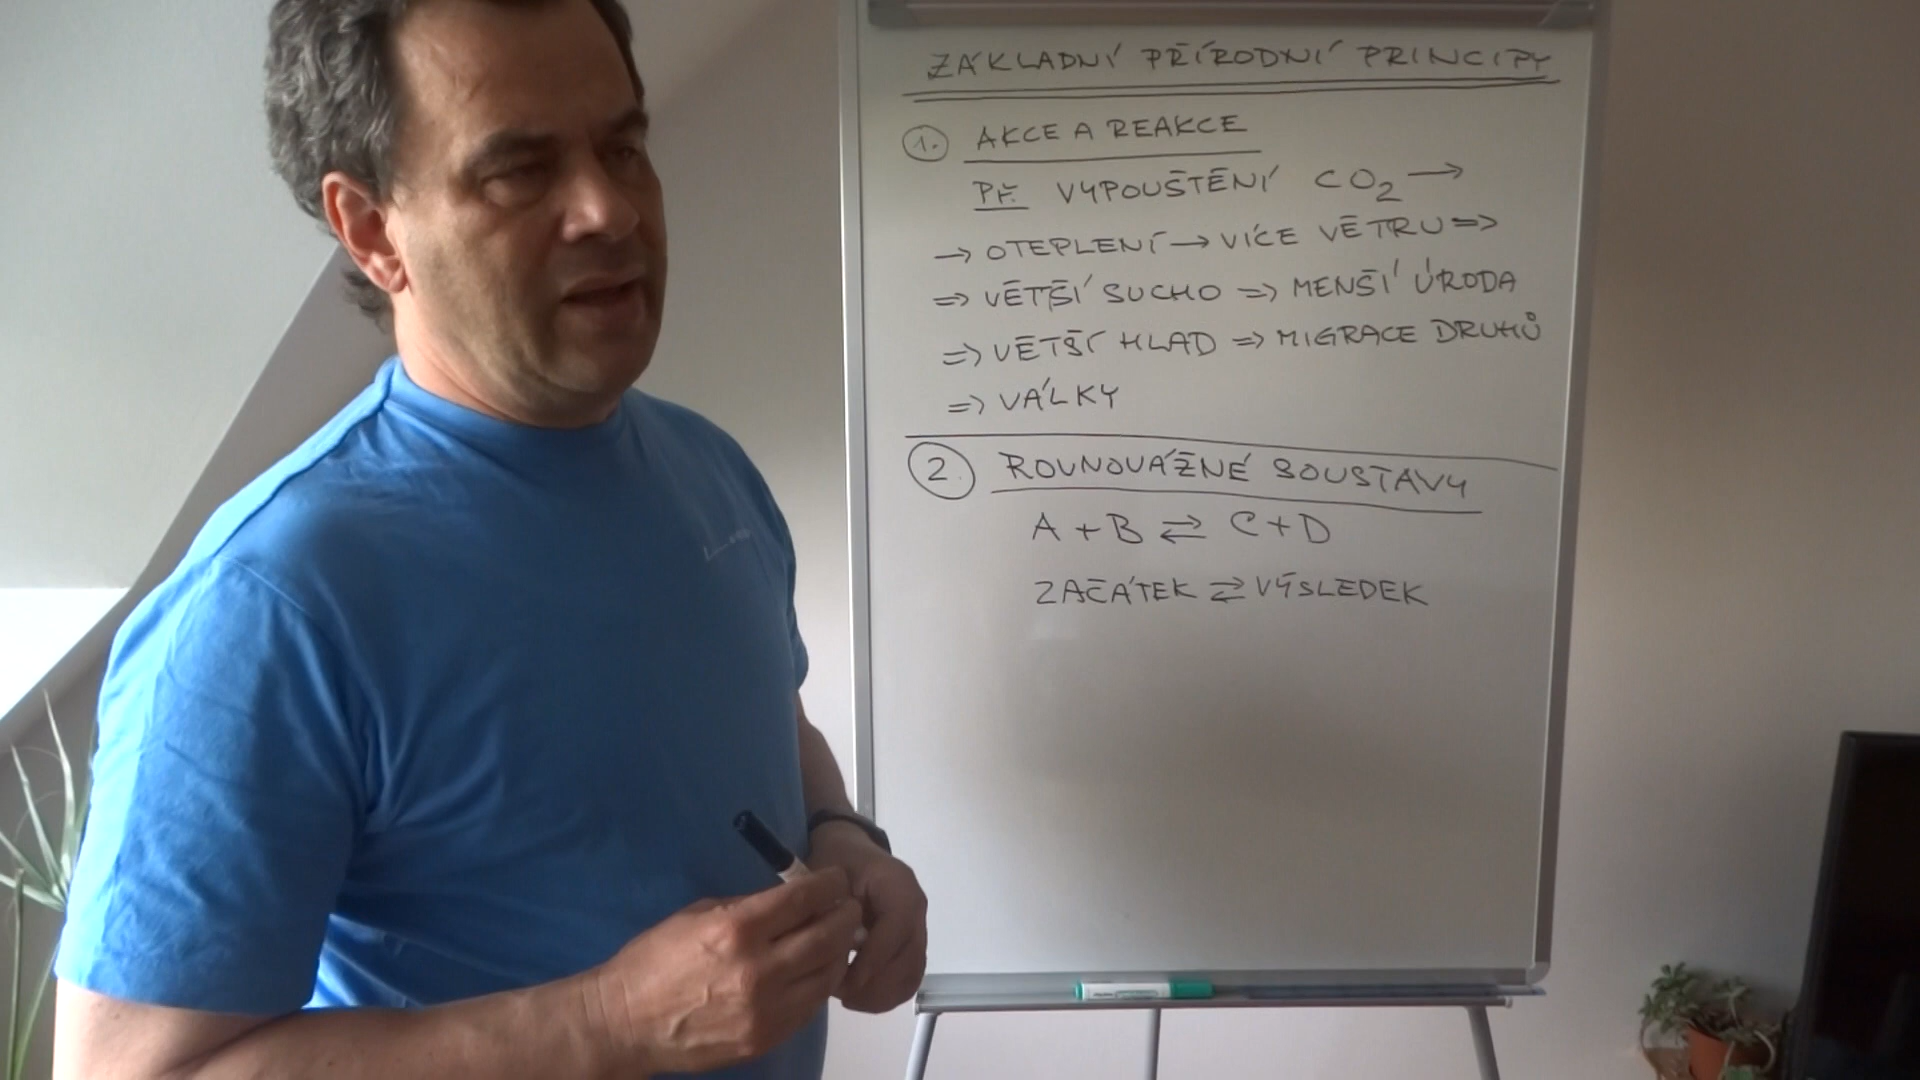 ZÁKLADNÍ PŘÍRODNÍ PRINCIPY
1. AKCE A REAKCE
PŘ. VYPOUŠTĚNÍ CO2 →
→ OTEPLENÍ → VÍCE VĚTRU ⇒
⇒ VĚTŠÍ SUCHO ⇒ MENŠÍ ÚRODA
⇒ VĚTŠÍ HLAD ⇒ MIGRACE DRUHŮ
⇒ VÁLKY
2. ROVNOVÁŽNÉ SOUSTAVY
A + B ⇄ C + D
ZAČÁTEK ⇄ VÝSLEDEK